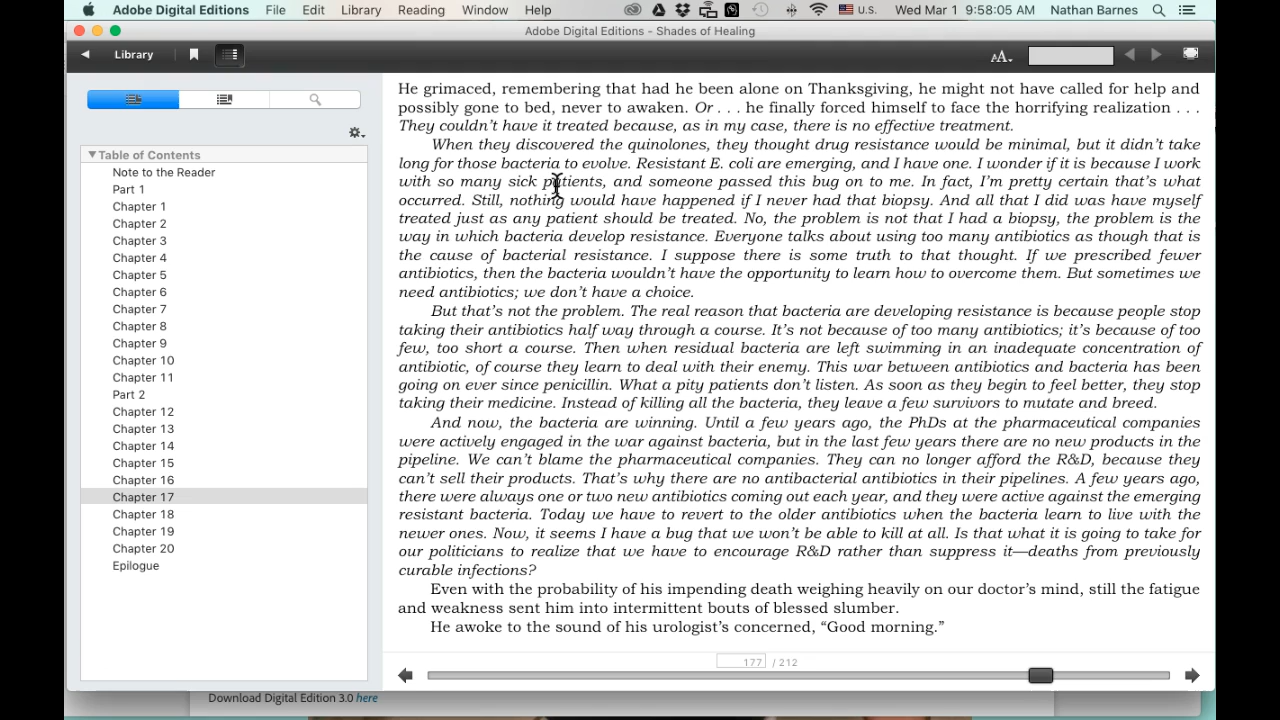 Adobe Digital Editions File Edit Library Reading Window Help U.S. Wed Mar 1 9:58:05 AM Nathan Barnes
Adobe Digital Editions - Shades of Healing
Library
AA
Table of Contents
Note to the Reader
Part 1
Chapter 1
Chapter 2
Chapter 3
Chapter 4
Chapter 5
Chapter 6
Chapter 7
Chapter 8
Chapter 9
Chapter 10
Chapter 11
Part 2
Chapter 12
Chapter 13
Chapter 14
Chapter 15
Chapter 16
Chapter 17
Chapter 18
Chapter 19
Chapter 20
Epilogue
He grimaced, remembering that had he been alone on Thanksgiving, he might not have called for help and
possibly gone to bed, never to awaken. Or . . . he finally forced himself to face the horrifying realization . . .
They couldn’t have it treated because, as in my case, there is no effective treatment.
When they discovered the quinolones, they thought drug resistance would be minimal, but it didn’t take
long for those bacteria to evolve. Resistant E. coli are emerging, and I have one. I wonder if it is because I work
with so many sick patients, and someone passed this bug on to me. In fact, I’m pretty certain that’s what
occurred. Still, nothing would have happened if I never had that biopsy. And all that I did was have myself
treated just as any patient should be treated. No, the problem is not that I had a biopsy, the problem is the
way in which bacteria develop resistance. Everyone talks about using too many antibiotics as though that is
the cause of bacterial resistance. I suppose there is some truth to that thought. If we prescribed fewer
antibiotics, then the bacteria wouldn’t have the opportunity to learn how to overcome them. But sometimes we
need antibiotics; we don’t have a choice.
But that’s not the problem. The real reason that bacteria are developing resistance is because people stop
taking their antibiotics half way through a course. It’s not because of too many antibiotics; it’s because of too
few, too short a course. Then when residual bacteria are left swimming in an inadequate concentration of
antibiotic, of course they learn to deal with their enemy. This war between antibiotics and bacteria has been
going on ever since penicillin. What a pity patients don’t listen. As soon as they begin to feel better, they stop
taking their medicine. Instead of killing all the bacteria, they leave a few survivors to mutate and breed.
And now, the bacteria are winning. Until a few years ago, the PhDs at the pharmaceutical companies
were actively engaged in the war against bacteria, but in the last few years there are no new products in the
pipeline. We can’t blame the pharmaceutical companies. They can no longer afford the R&D, because they
can’t sell their products. That’s why there are no antibacterial antibiotics in their pipelines. A few years ago,
there were always one or two new antibiotics coming out each year, and they were active against the emerging
resistant bacteria. Today we have to revert to the older antibiotics when the bacteria learn to live with the
newer ones. Now, it seems I have a bug that we won’t be able to kill at all. Is that what it is going to take for
our politicians to realize that we have to encourage R&D rather than suppress it—deaths from previously
curable infections?
Even with the probability of his impending death weighing heavily on our doctor’s mind, still the fatigue
and weakness sent him into intermittent bouts of blessed slumber.
He awoke to the sound of his urologist’s concerned, “Good morning.”
177 / 212
Download Digital Edition 3.0 here